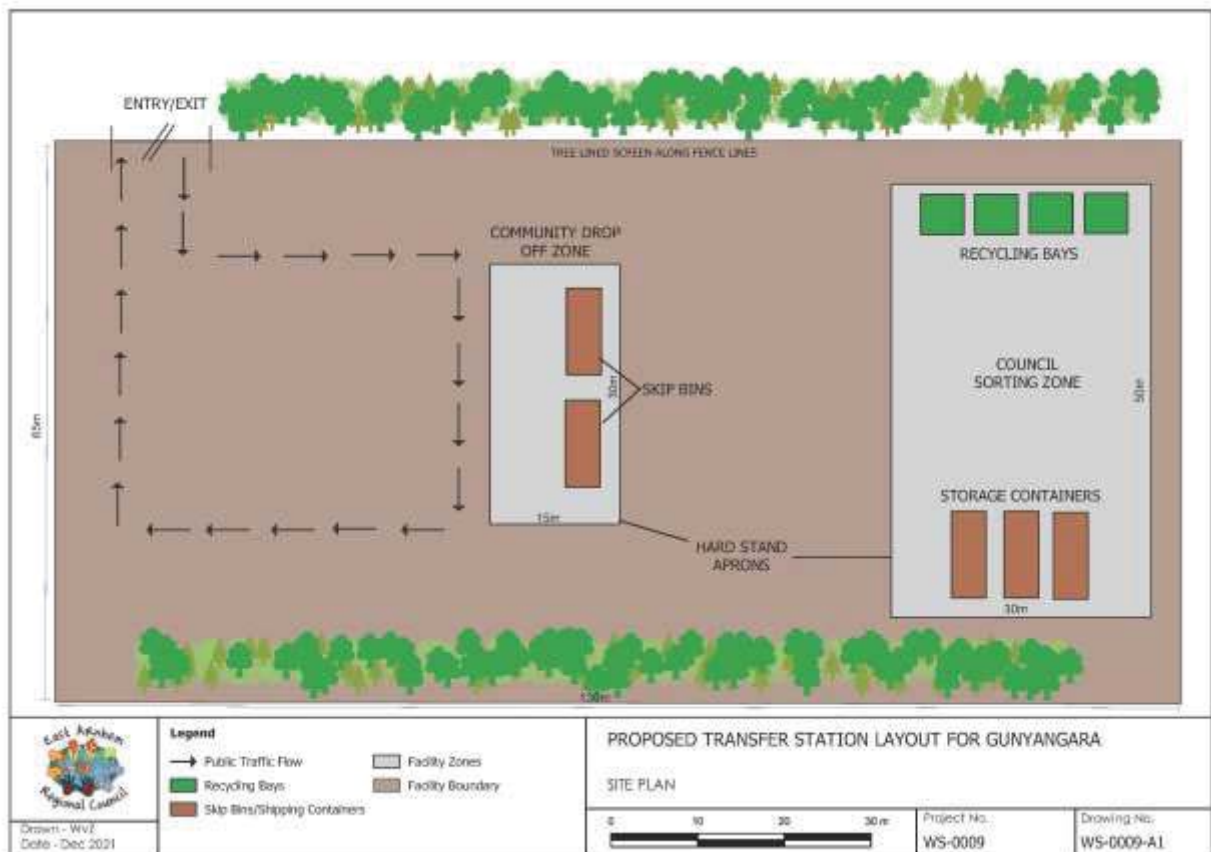 ENTRY/EXIT
TREE LINED SCREEN ALONG FENCE LINES
COMMUNITY DROP
OFF ZONE
RECYCLING BAYS
65m
COUNCIL
SORTING ZONE
30m
SKIP BINS
50m
STORAGE CONTAINERS
15m
HARD STAND
APRONS
30m
130m
East Arnhem
Regional Council
Drawn - WvZ
Date - Dec 2021
Legend
Public Traffic Flow
Recycling Bays
Skip Bins/Shipping Containers
Facility Zones
Facility Boundary
PROPOSED TRANSFER STATION LAYOUT FOR GUNYANGARA
SITE PLAN
0 10 20 30 m
Project No.
WS-0009
Drawing No.
WS-0009-A1